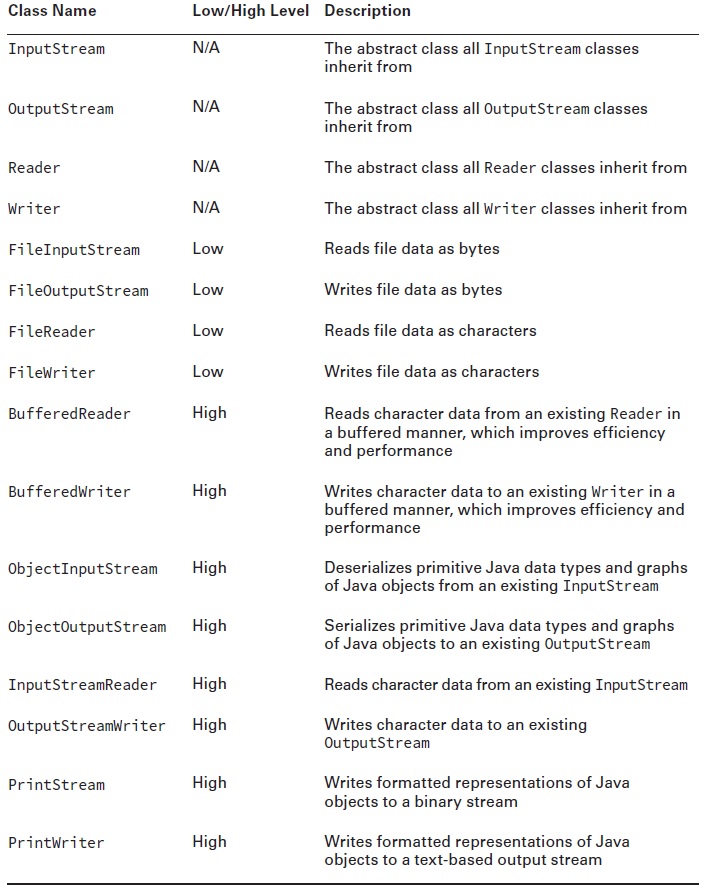 Class Name Low/High Level Description
InputStream N/A The abstract class all InputStream classes
inherit from
OutputStream N/A The abstract class all OutputStream classes
inherit from
Reader N/A The abstract class all Reader classes inherit from
Writer N/A The abstract class all Writer classes inherit from
FileInputStream Low Reads file data as bytes
FileOutputStream Low Writes file data as bytes
FileReader Low Reads file data as characters
FileWriter Low Writes file data as characters
BufferedReader High Reads character data from an existing Reader in
a buffered manner, which improves efficiency
and performance
BufferedWriter High Writes character data to an existing Writer in a
buffered manner, which improves efficiency and
performance
ObjectInputStream High Deserializes primitive Java data types and graphs
of Java objects from an existing InputStream
ObjectOutputStream High Serializes primitive Java data types and graphs
of Java objects to an existing OutputStream
InputStreamReader High Reads character data from an existing InputStream
OutputStreamWriter High Writes character data to an existing
OutputStream
PrintStream High Writes formatted representations of Java
objects to a binary stream
PrintWriter High Writes formatted representations of Java
objects to a text-based output stream